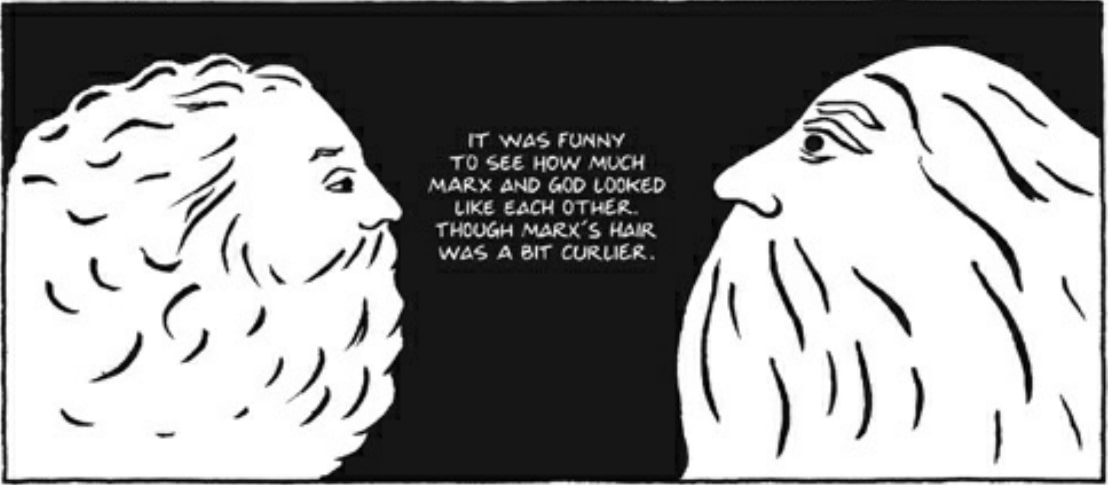 IT WAS FUNNY
TO SEE HOW MUCH
MARX AND GOD LOOKED
LIKE EACH OTHER.
THOUGH MARX'S HAIR
WAS A BIT CURLIER.